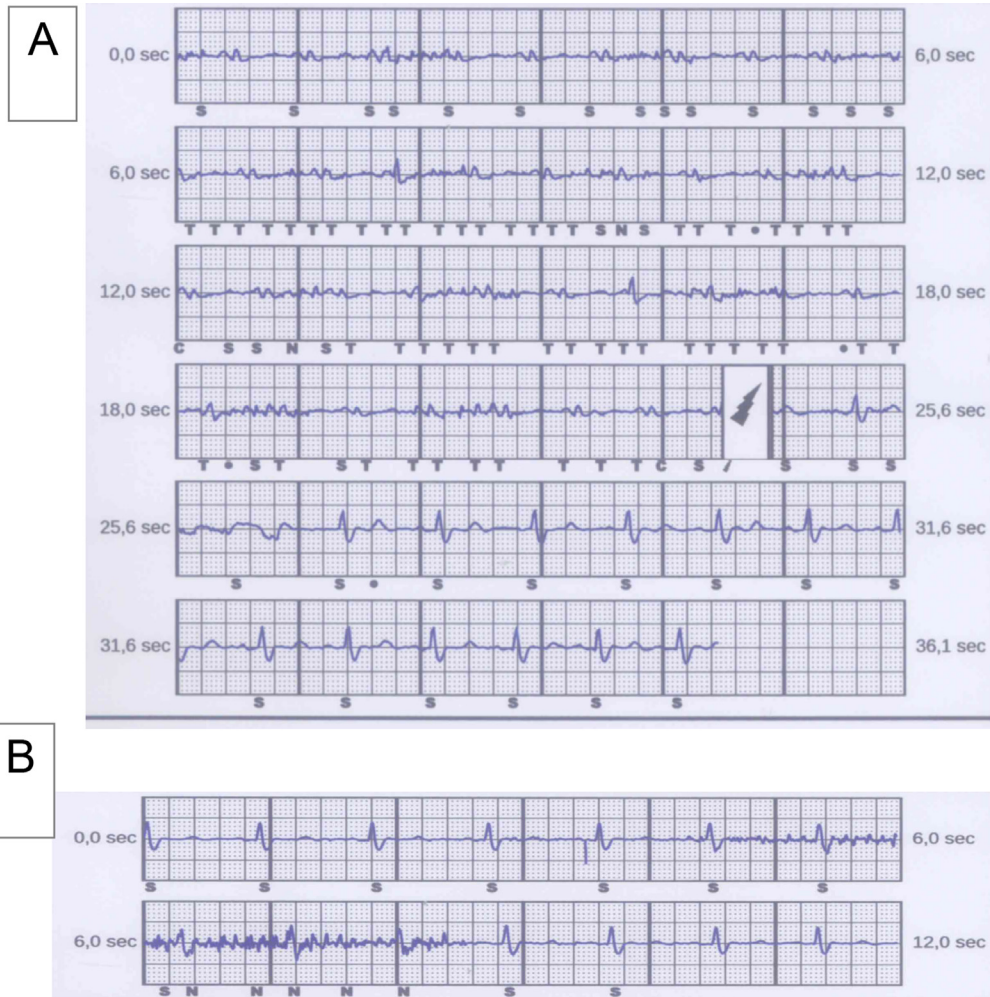 A
0,0 sec 6,0 sec
S S S S S S S S S S S S S
6,0 sec 12,0 sec
T T T T T T T T T T T T T T T T T S N S T T T • T T T T
12,0 sec 18,0 sec
C S S N S T T T T T T T T T T T T T T T T • T T
18,0 sec 25,6 sec
T • S T S T T T T T T T T C S S S S
25,6 sec 31,6 sec
S S • S S S S S S
31,6 sec 36,1 sec
S S S S S S
B
0,0 sec 6,0 sec
S S S S S S S
6,0 sec 12,0 sec
S N N N N N S S